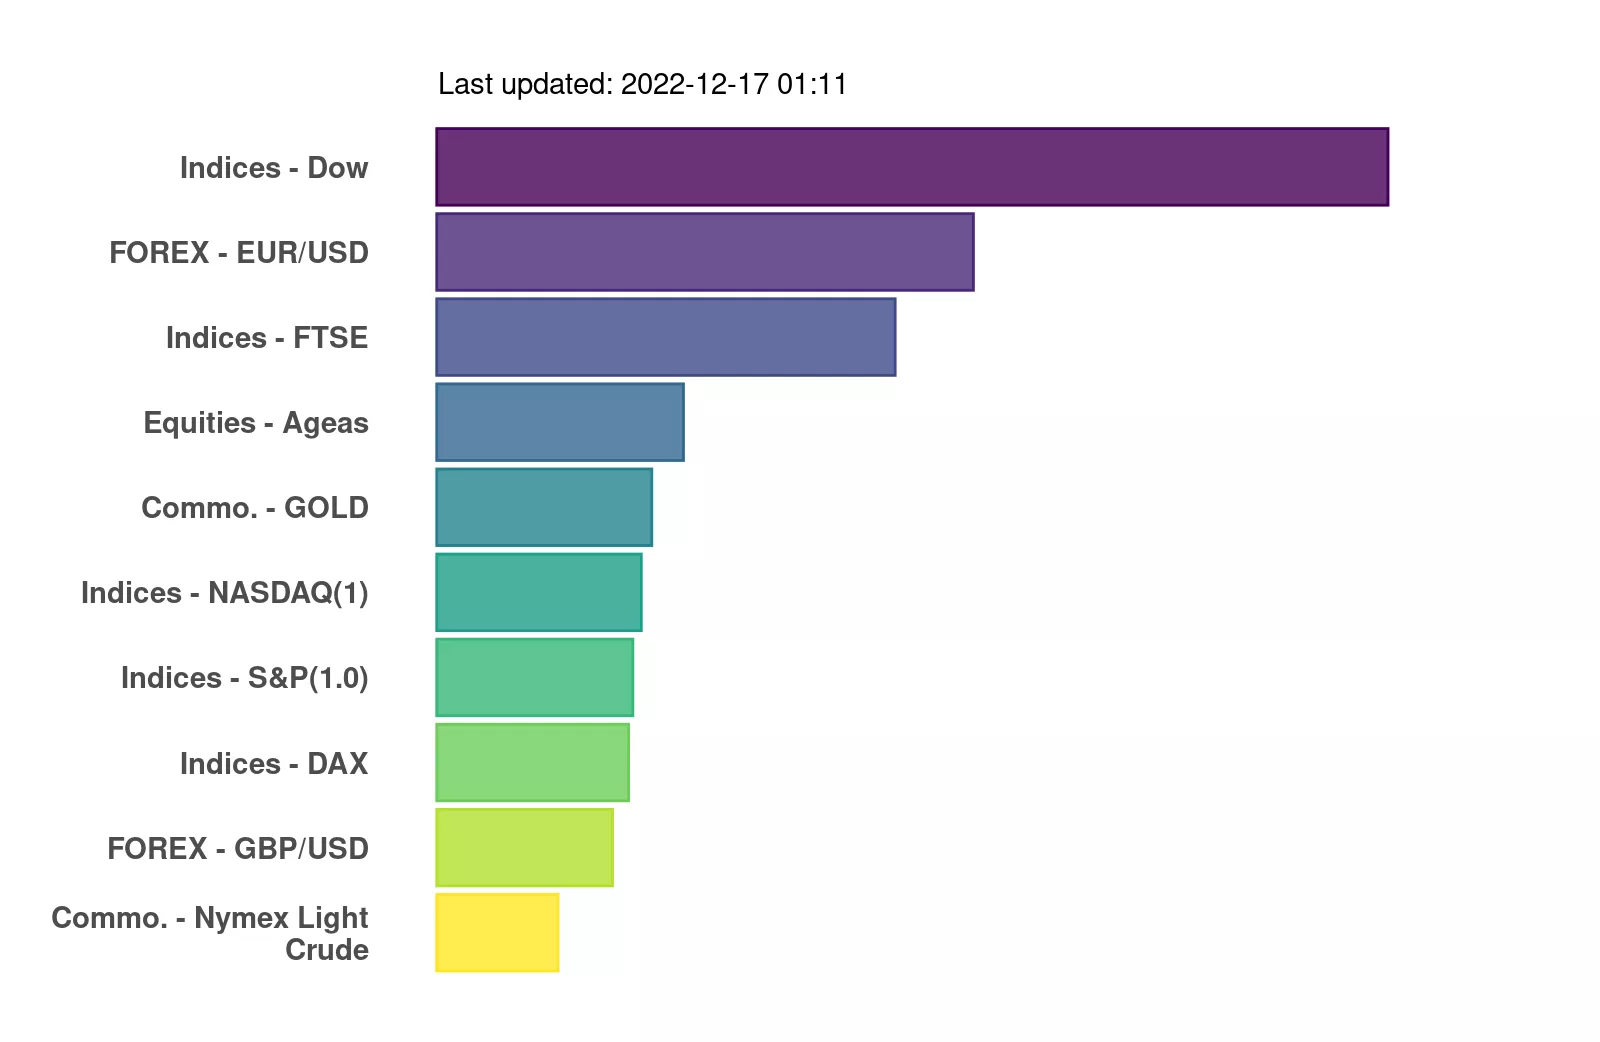 Last updated: 2022-12-17 01:11
Indices - Dow
FOREX - EUR/USD
Indices - FTSE
Equities - Ageas
Commo. - GOLD
Indices - NASDAQ(1)
Indices - S&P(1.0)
Indices - DAX
FOREX - GBP/USD
Commo. - Nymex Light
Crude